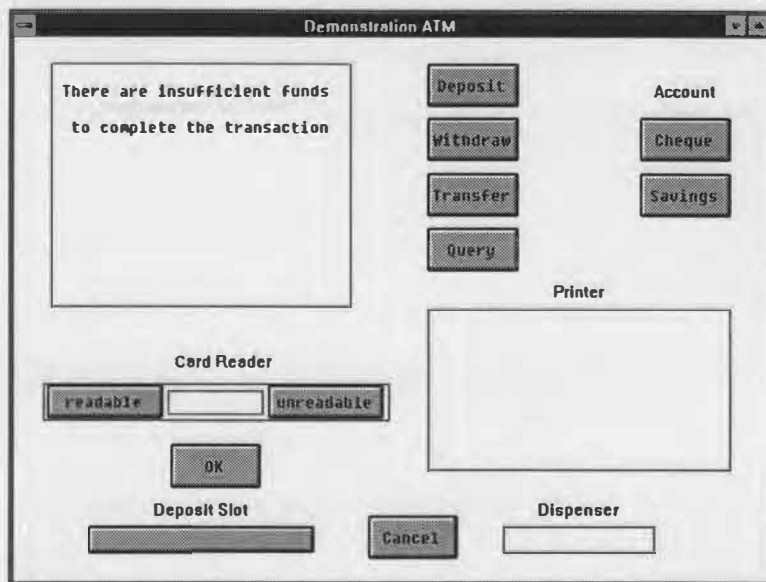 Demonstration ATM
There are insufficient funds
to complete the transaction
Deposit
Withdraw
Transfer
Query
Account
Cheque
Savings
Printer
Card Reader
readable
unreadable
OK
Deposit Slot
Cancel
Dispenser